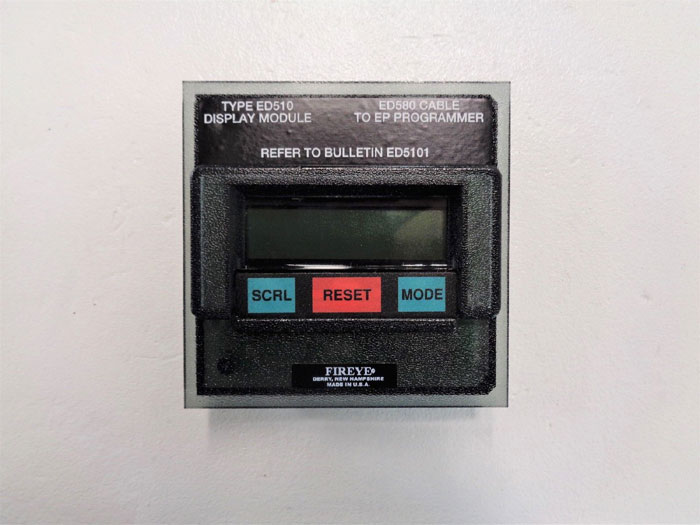 TYPE ED510
DISPLAY MODULE
ED580 CABLE
TO EP PROGRAMMER
REFER TO BULLETIN ED5101
SCRL RESET MODE
FIREYE®
DERRY, NEW HAMPSHIRE
MADE IN U.S.A.